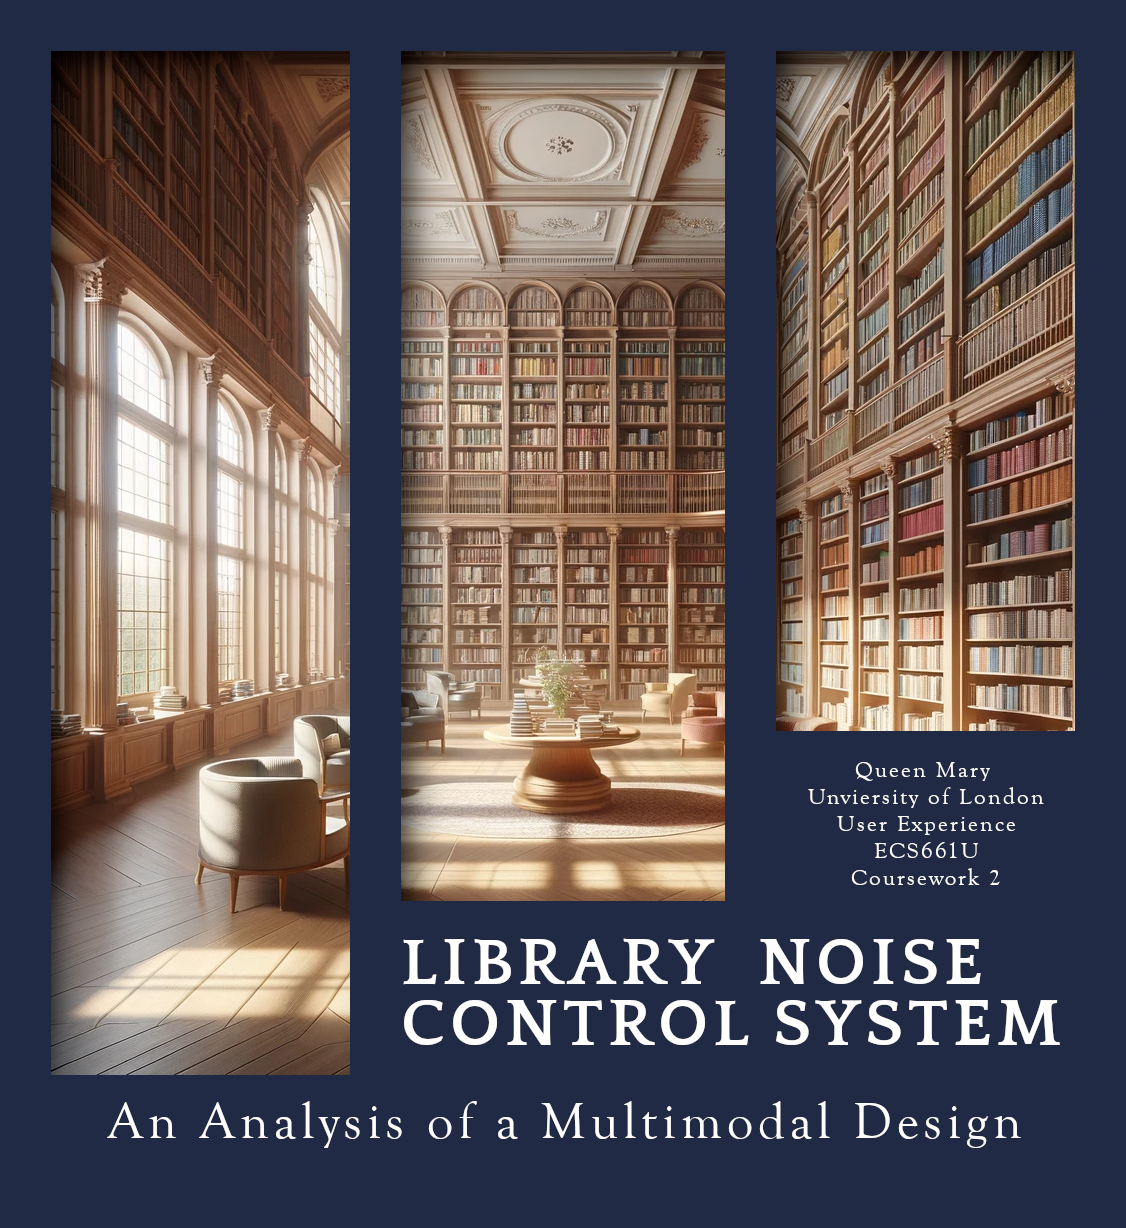 Queen Mary
Unviersity of London
User Experience
ECS661U
Coursework 2
LIBRARY NOISE
CONTROL SYSTEM
An Analysis of a Multimodal Design